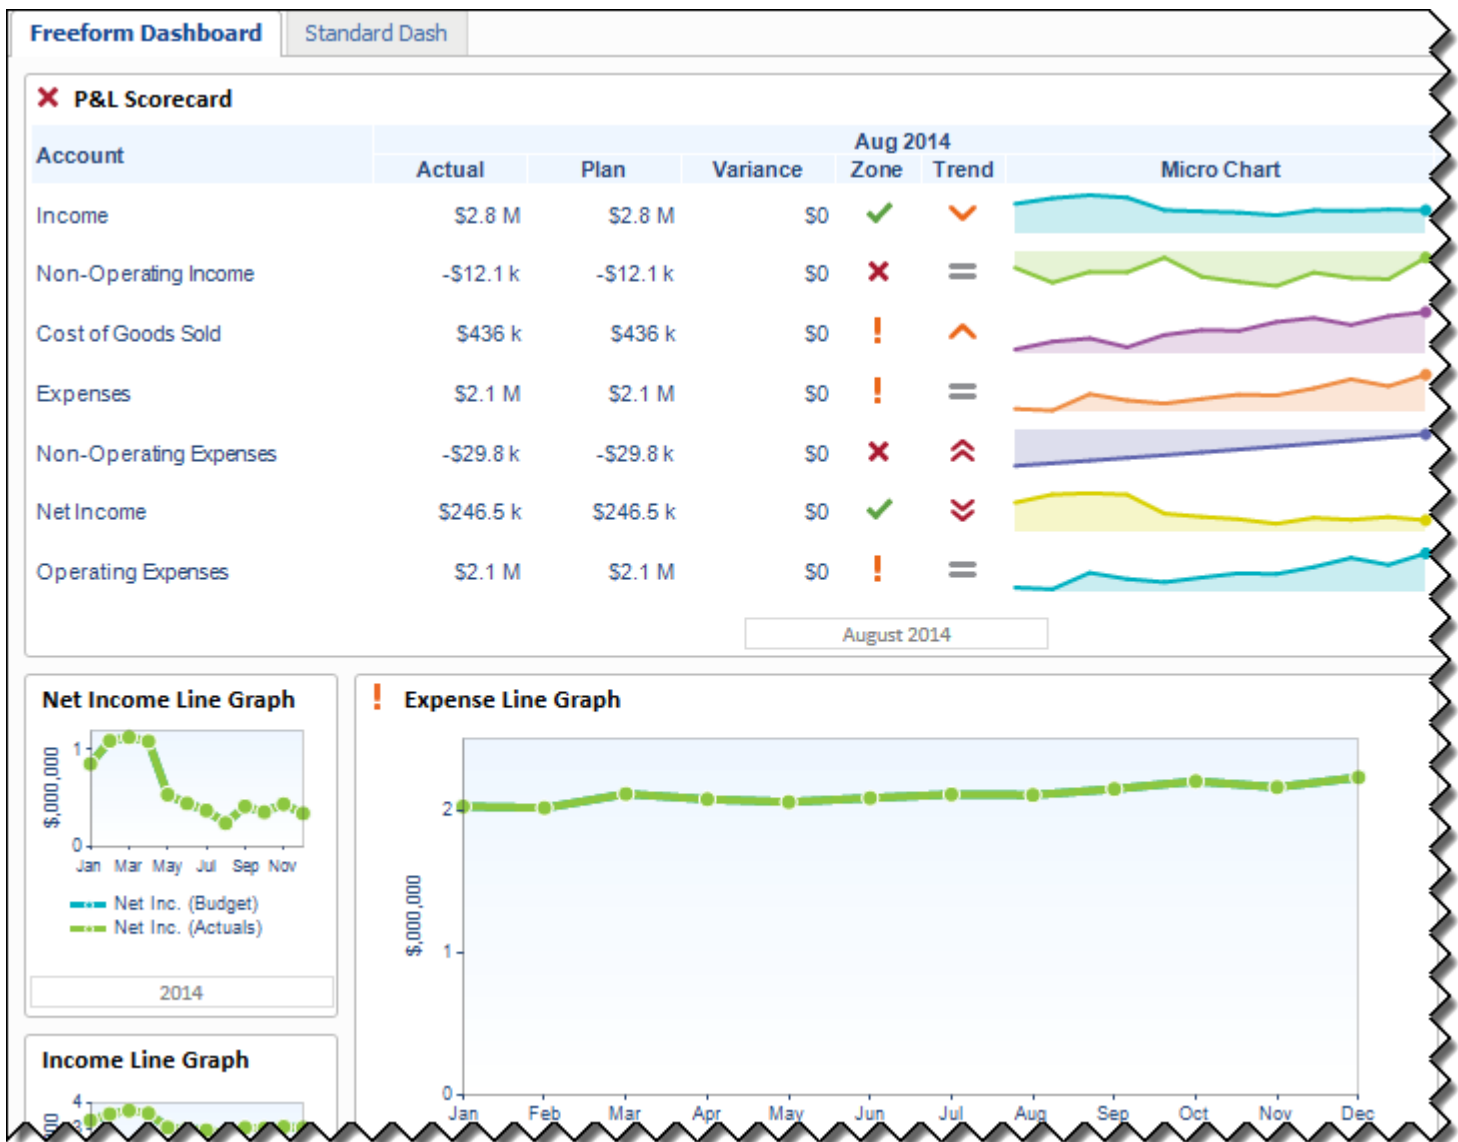 Freeform Dashboard Standard Dash
P&L Scorecard
Account Aug 2014
Actual Plan Variance Zone Trend Micro Chart
Income $2.8 M $2.8 M $0
Non-Operating Income -$12.1 k -$12.1 k $0
Cost of Goods Sold $436 k $436 k $0
Expenses $2.1 M $2.1 M $0
Non-Operating Expenses -$29.8 k -$29.8 k $0
Net Income $246.5 k $246.5 k $0
Operating Expenses $2.1 M $2.1 M $0
August 2014
Net Income Line Graph
$,000,000
1
0
Jan Mar May Jul Sep Nov
Net Inc. (Budget)
Net Inc. (Actuals)
2014
Expense Line Graph
$,000,000
2
1
0
Jan Feb Mar Apr May Jun Jul Aug Sep Oct Nov Dec
Income Line Graph
4
3